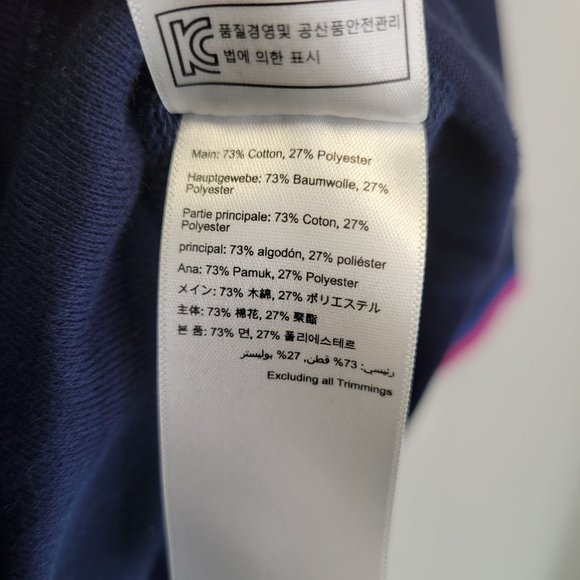 KC 품질경영및 공산품안전관리
법에 의한 표시
Main: 73% Cotton, 27% Polyester
Hauptgewebe: 73% Baumwolle, 27%
Polyester
Partie principale: 73% Coton, 27%
Polyester
principal: 73% algodón, 27% poliéster
Ana: 73% Pamuk, 27% Polyester
メイン: 73% 木綿, 27% ポリエステル
主体: 73% 棉花, 27% 聚酯
본 품: 73% 면, 27% 폴리에스테르
رئيسي: 73% قطن, 27% بوليستر
Excluding all Trimmings